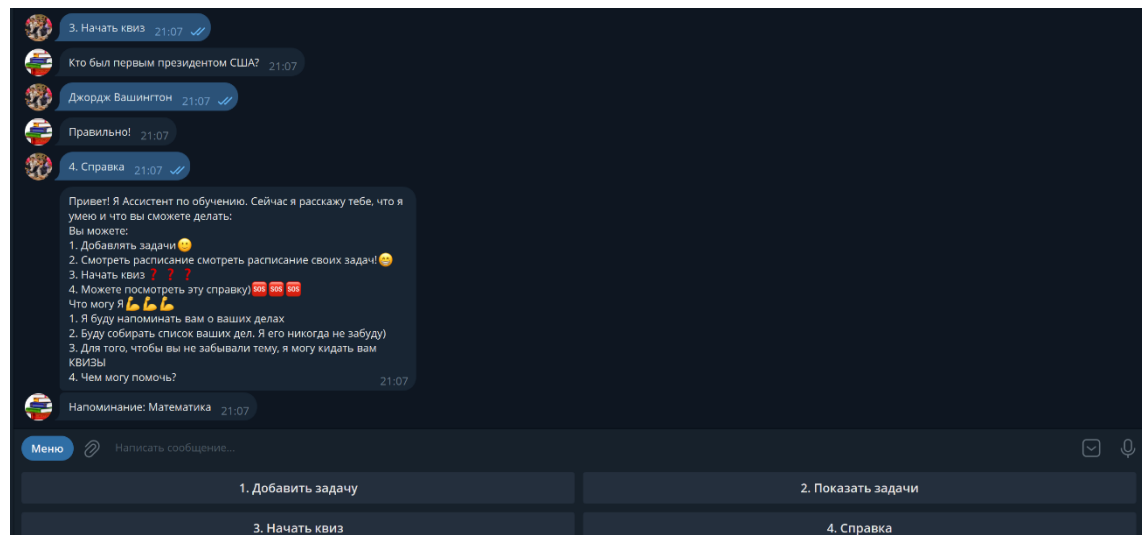 3. Начать квиз 21:07
Кто был первым президентом США? 21:07
Джордж Вашингтон 21:07
Правильно! 21:07
4. Справка 21:07
Привет! Я Ассистент по обучению. Сейчас я расскажу тебе, что я
умею и что вы сможете делать:
Вы можете:
1. Добавлять задачи🙂
2. Смотреть расписание смотреть расписание своих задач!😄
3. Начать квиз❓❓❓
4. Можете посмотреть эту справку)🆘🆘🆘
Что могу Я💪💪💪
1. Я буду напоминать вам о ваших делах
2. Буду собирать список ваших дел. Я его никогда не забуду)
3. Для того, чтобы вы не забывали тему, я могу кидать вам
КВИЗЫ
4. Чем могу помочь? 21:07
Напоминание: Математика 21:07
Меню Написать сообщение...
1. Добавить задачу 2. Показать задачи
3. Начать квиз 4. Справка